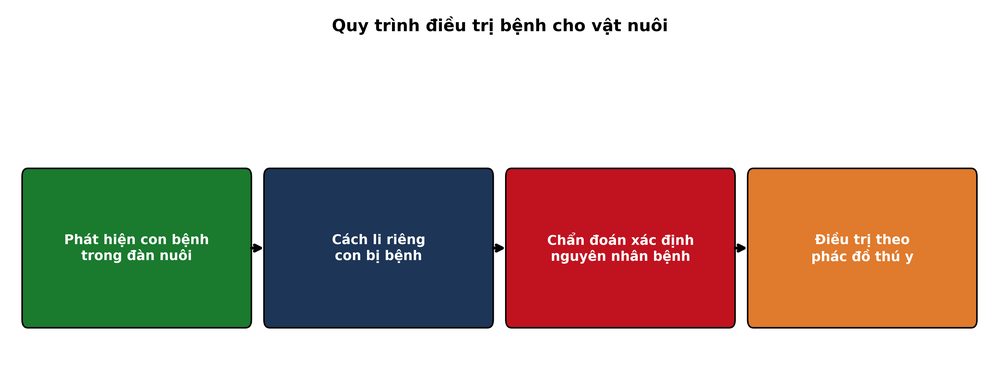 Quy trình điều trị bệnh cho vật nuôi
Phát hiện con bệnh
trong đàn nuôi
Cách li riêng
con bị bệnh
Chẩn đoán xác định
nguyên nhân bệnh
Điều trị theo
phác đồ thú y